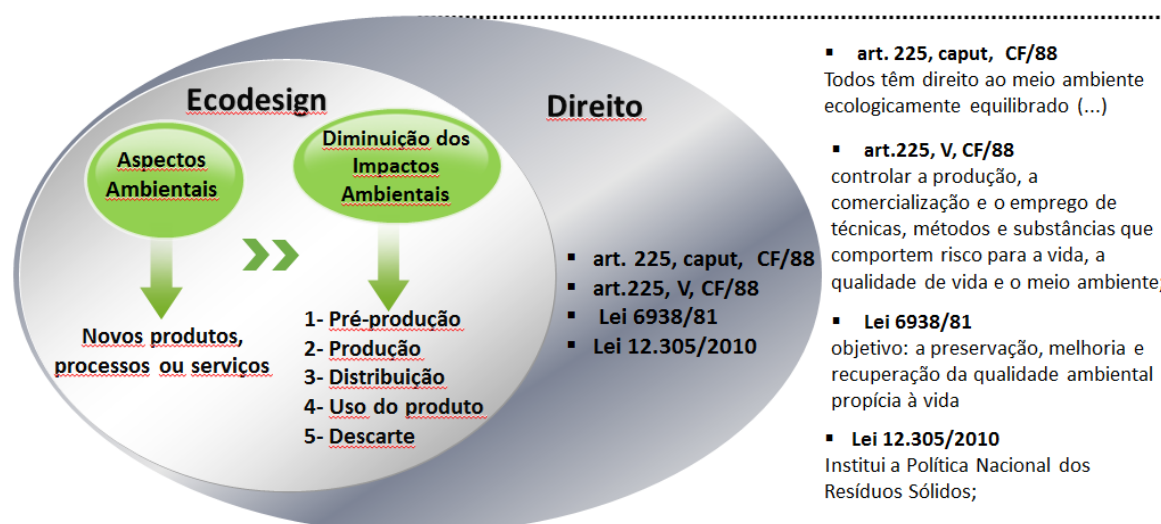 Ecodesign
Aspectos
Ambientais
Diminuição dos
Impactos
Ambientais
Novos produtos,
processos ou serviços
1- Pré-produção
2- Produção
3- Distribuição
4- Uso do produto
5- Descarte
Direito
▪ art. 225, caput, CF/88
▪ art.225, V, CF/88
▪ Lei 6938/81
▪ Lei 12.305/2010
▪ art. 225, caput, CF/88
Todos têm direito ao meio ambiente
ecologicamente equilibrado (...)
▪ art.225, V, CF/88
controlar a produção, a
comercialização e o emprego de
técnicas, métodos e substâncias que
comportem risco para a vida, a
qualidade de vida e o meio ambiente;
▪ Lei 6938/81
objetivo: a preservação, melhoria e
recuperação da qualidade ambiental
propícia à vida
▪ Lei 12.305/2010
Institui a Política Nacional dos
Resíduos Sólidos;